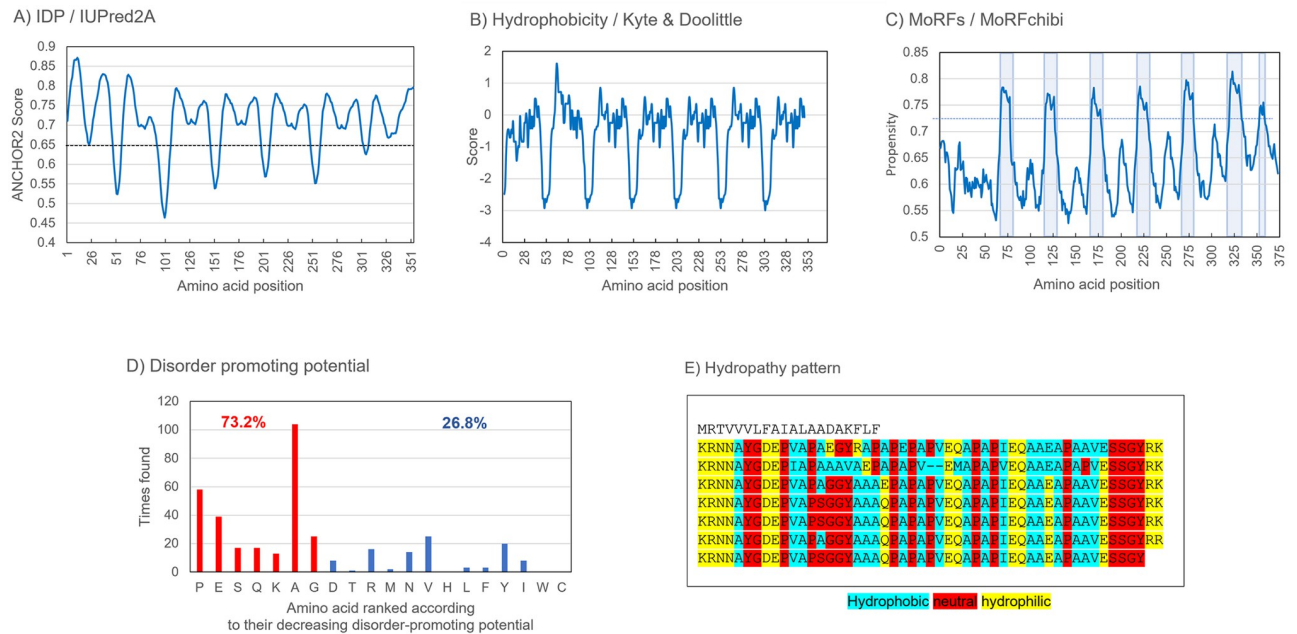 A) IDP / IUPred2A
ANCHOR2 Score
0.9
0.85
0.8
0.75
0.7
0.65
0.6
0.55
0.5
0.45
0.4
1 26 51 76 101 126 151 176 201 226 251 276 301 326 351
Amino acid position
B) Hydrophobicity / Kyte & Doolittle
Score
2
1
0
-1
-2
-3
-4
0 28 53 78 103 128 153 178 203 228 253 278 303 328 353
Amino acid position
C) MoRFs / MoRFchibi
Propensity
0.85
0.8
0.75
0.7
0.65
0.6
0.55
0.5
0 25 50 75 100 125 150 175 200 225 250 275 300 325 350 375
Amino acid position
D) Disorder promoting potential
Times found
120
100
80
60
40
20
0
73.2%
26.8%
P E S Q K A G D T R M N V H L F Y I W C
Amino acid ranked according
to their decreasing disorder-promoting potential
E) Hydropathy pattern
MRTVVVLFAIALAADAKFLF
KRNNAYGDEPVAPAEGYRAPAPEPAPVEQAPAPIEQAAEAPAAVESSGYRK
KRNNAYGDEPIAPAAAVAEPAPAPV--EMAPAPVEQAAEAPAPVESSGYRK
KRNNAYGDEPVAPAGGYAAAEPAPAPVEQAPAPIEQAAEAPAAVESSGYRK
KRNNAYGDEPVAPSGGYAAAQPAPAPVEQAPAPIEQAAEAPAAVESSGYRK
KRNNAYGDEPVAPSGGYAAAQPAPAPVEQAPAPIEQAAEAPAAVESSGYRK
KRNNAYGDEPVAPAGGYAAAQPAPAPVEQAPAPIEQAAEAPAAVESSGYRR
KRNNAYGDEPVAPSGGYAAAQPAPAPVEQAPAPIEQAAEAPAAVESSGY
Hydrophobic neutral hydrophilic